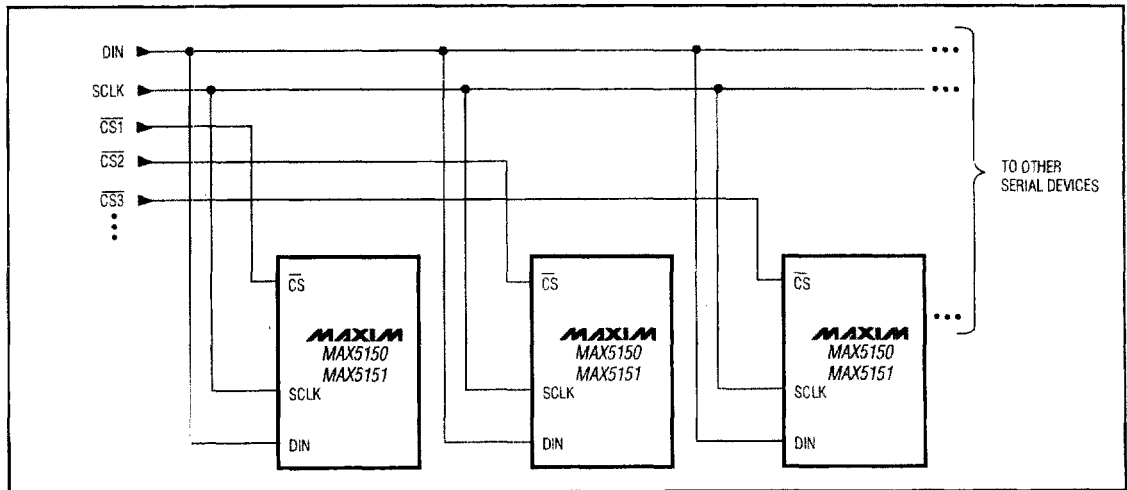 DIN
SCLK
CS1
CS2
CS3
TO OTHER
SERIAL DEVICES
CS
MAXIM
MAX5150
MAX5151
SCLK
DIN
CS
MAXIM
MAX5150
MAX5151
SCLK
DIN
CS
MAXIM
MAX5150
MAX5151
SCLK
DIN